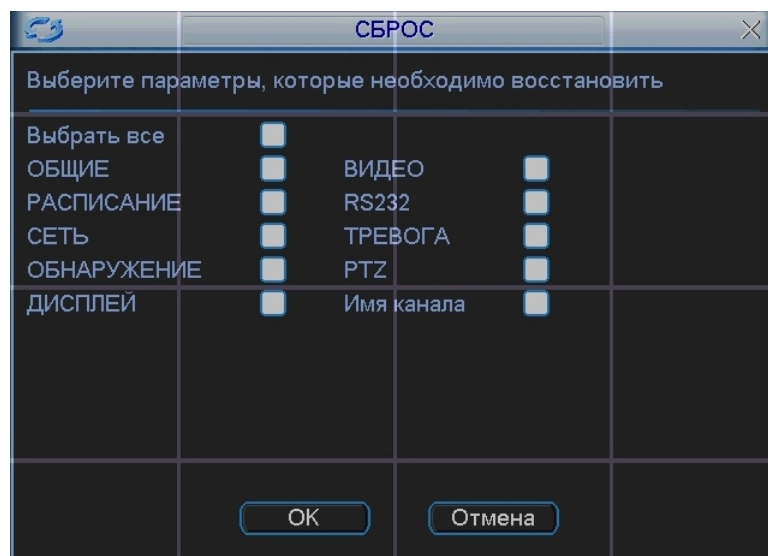 СБРОС
Выберите параметры, которые необходимо восстановить
Выбрать все
ОБЩИЕ ВИДЕО
РАСПИСАНИЕ RS232
СЕТЬ ТРЕВОГА
ОБНАРУЖЕНИЕ PTZ
ДИСПЛЕЙ Имя канала
OK Отмена